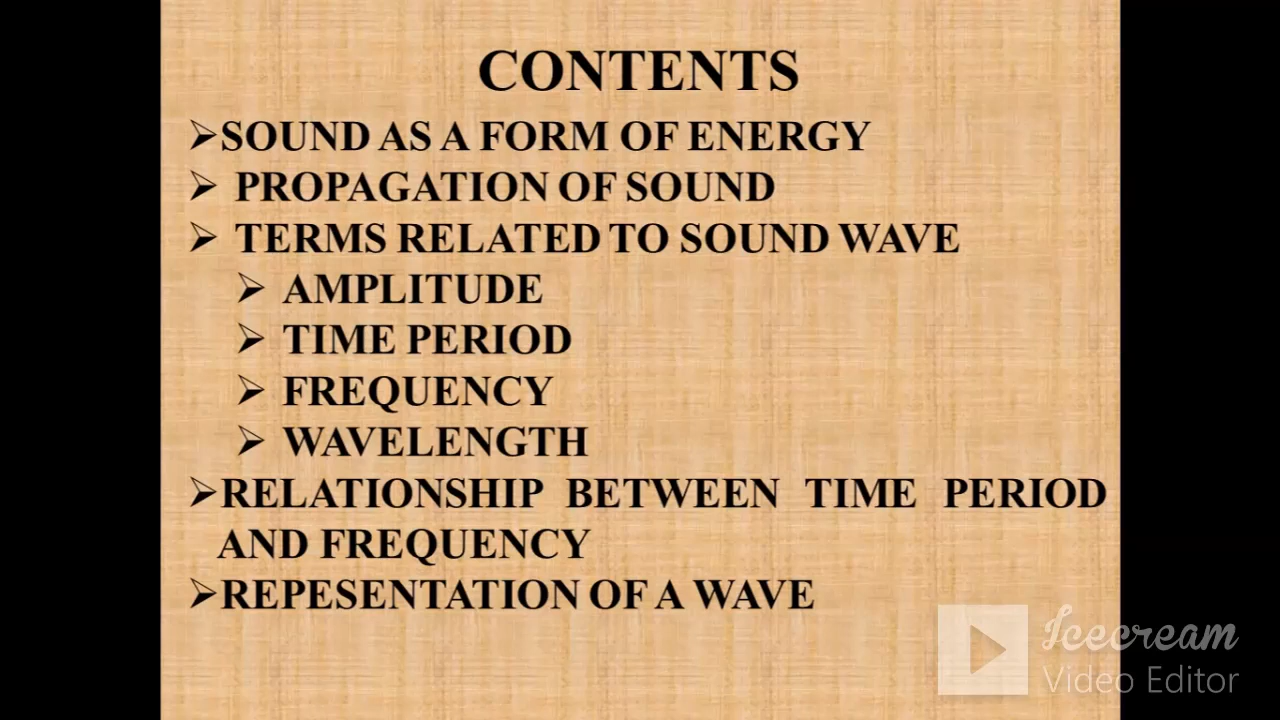 CONTENTS
➢SOUND AS A FORM OF ENERGY
➢ PROPAGATION OF SOUND
➢ TERMS RELATED TO SOUND WAVE
➢ AMPLITUDE
➢ TIME PERIOD
➢ FREQUENCY
➢ WAVELENGTH
➢RELATIONSHIP BETWEEN TIME PERIOD
AND FREQUENCY
➢REPESENTATION OF A WAVE
Icecream
Video Editor